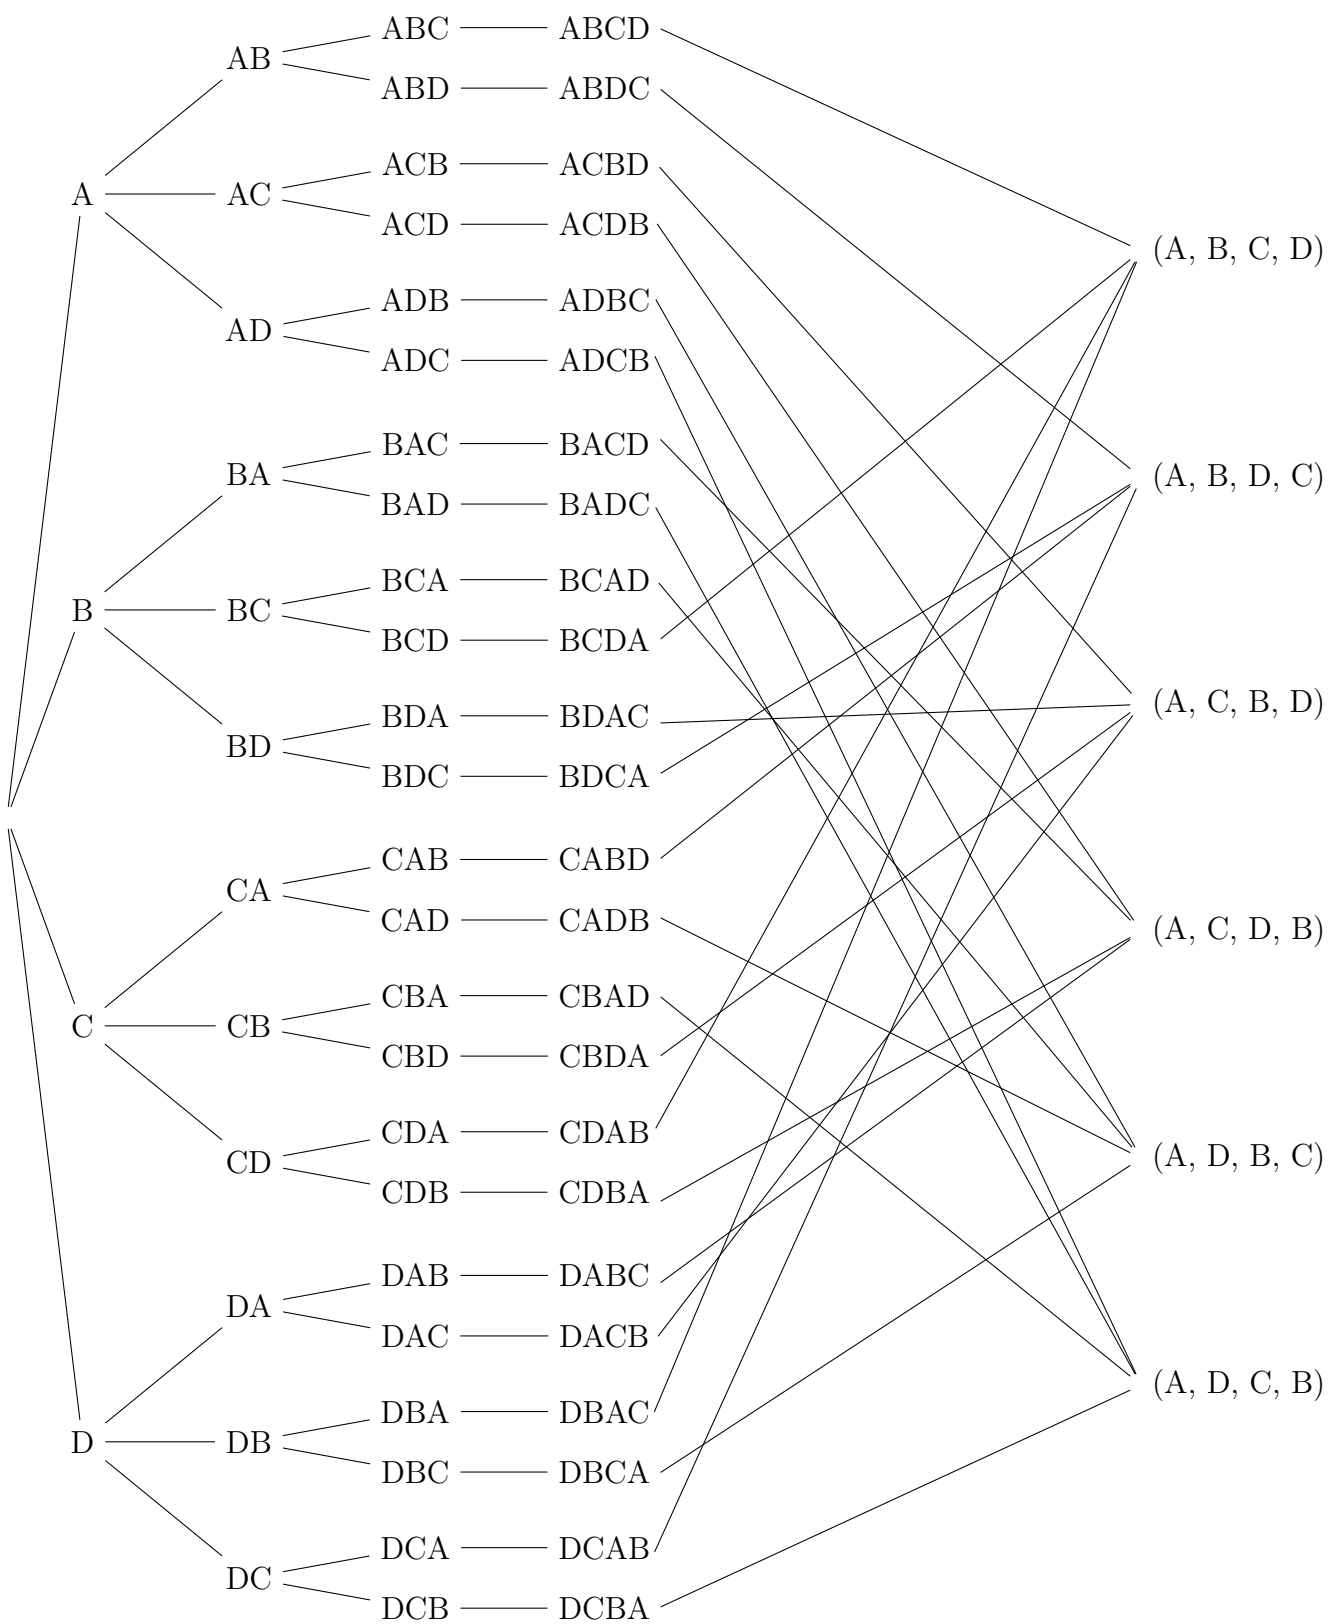 A
B
C
D
AB
AC
AD
BA
BC
BD
CA
CB
CD
DA
DB
DC
ABC
ABD
ACB
ACD
ADB
ADC
BAC
BAD
BCA
BCD
BDA
BDC
CAB
CAD
CBA
CBD
CDA
CDB
DAB
DAC
DBA
DBC
DCA
DCB
ABCD
ABDC
ACBD
ACDB
ADBC
ADCB
BACD
BADC
BCAD
BCDA
BDAC
BDCA
CABD
CADB
CBAD
CBDA
CDAB
CDBA
DABC
DACB
DBAC
DBCA
DCAB
DCBA
(A, B, C, D)
(A, B, D, C)
(A, C, B, D)
(A, C, D, B)
(A, D, B, C)
(A, D, C, B)